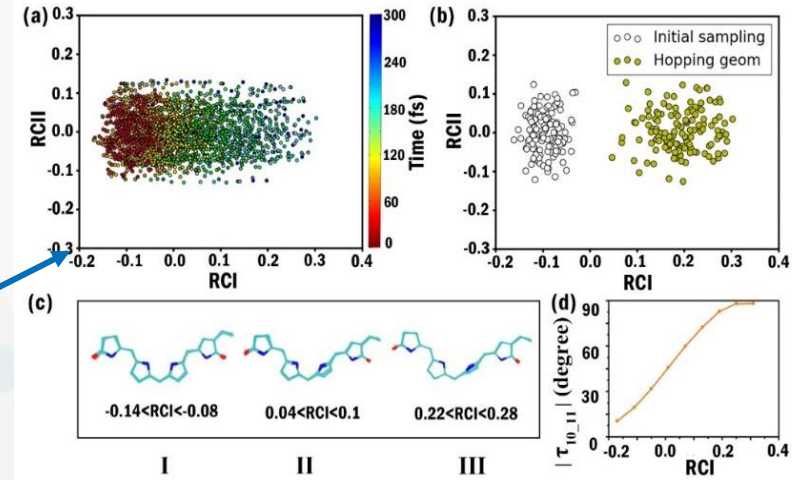 (a)
0.3
0.2
0.1
0.0
-0.1
-0.2
-0.3
RCII
-0.2 -0.1 0.0 0.1 0.2 0.3 0.4
RCI
300
240
180
120
60
0
Time (fs)
(b)
0.3
0.2
0.1
0.0
-0.1
-0.2
-0.3
RCII
Initial sampling
Hopping geom
-0.2 -0.1 0.0 0.1 0.2 0.3 0.4
RCI
(c)
-0.14<RCI<-0.08 0.04<RCI<0.1 0.22<RCI<0.28
I II III
(d)
90
60
30
0
| τ10_11 | (degree)
-0.2 0.0 0.2 0.4
RCI